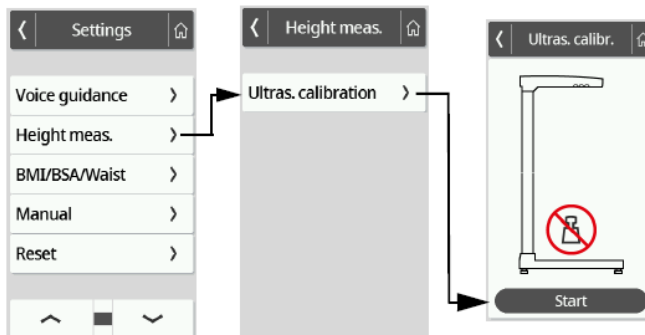 Settings
Voice guidance
Height meas.
BMI/BSA/Waist
Manual
Reset
Height meas.
Ultras. calibration
Ultras. calibr.
Start